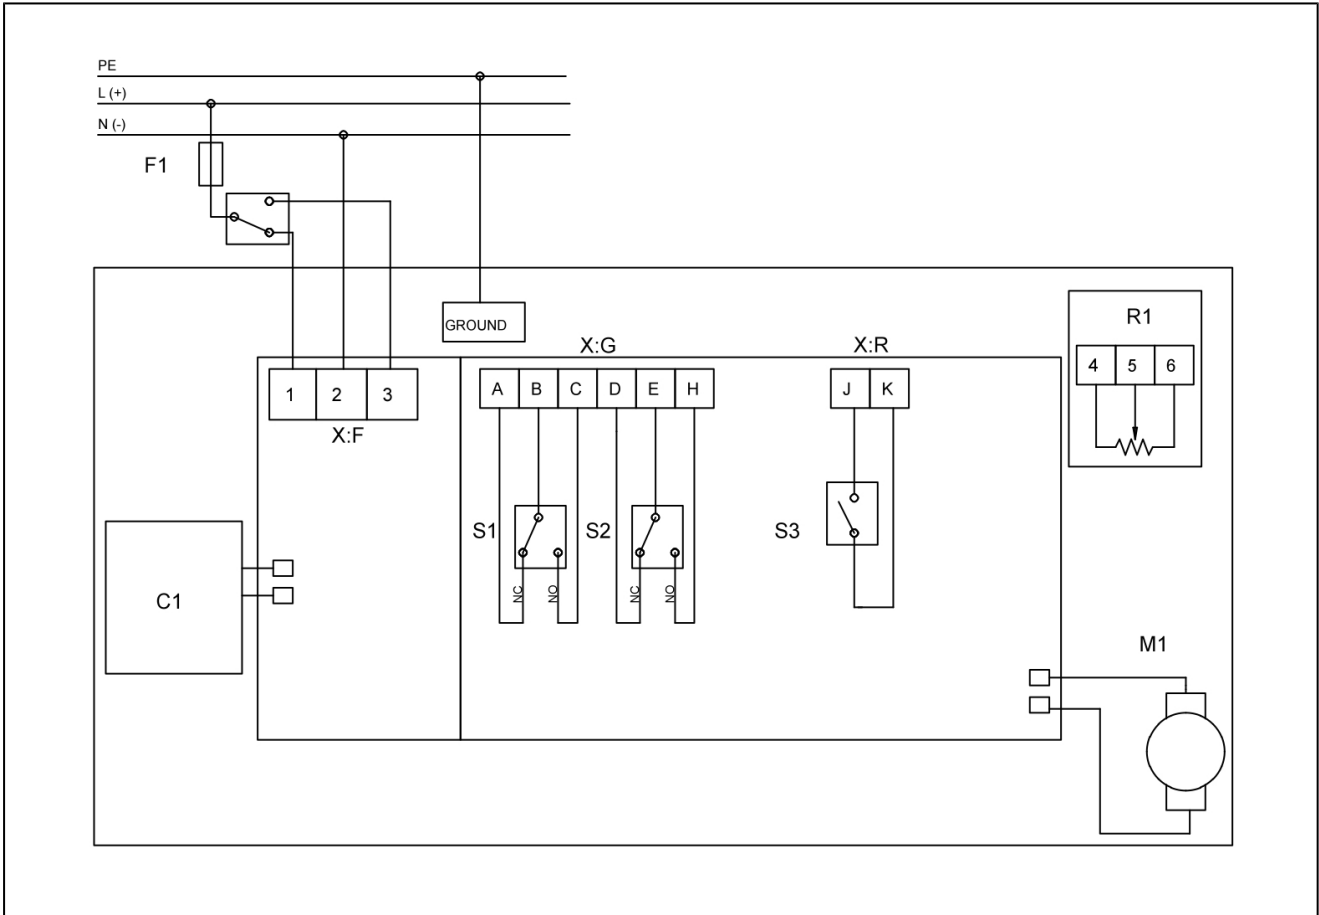 PE
L (+)
N (-)
F1
GROUND
R1
X:G
X:R
4 5 6
1 2 3
A B C D E H
J K
X:F
S1
S2
S3
NC
NO
NC
NO
C1
M1